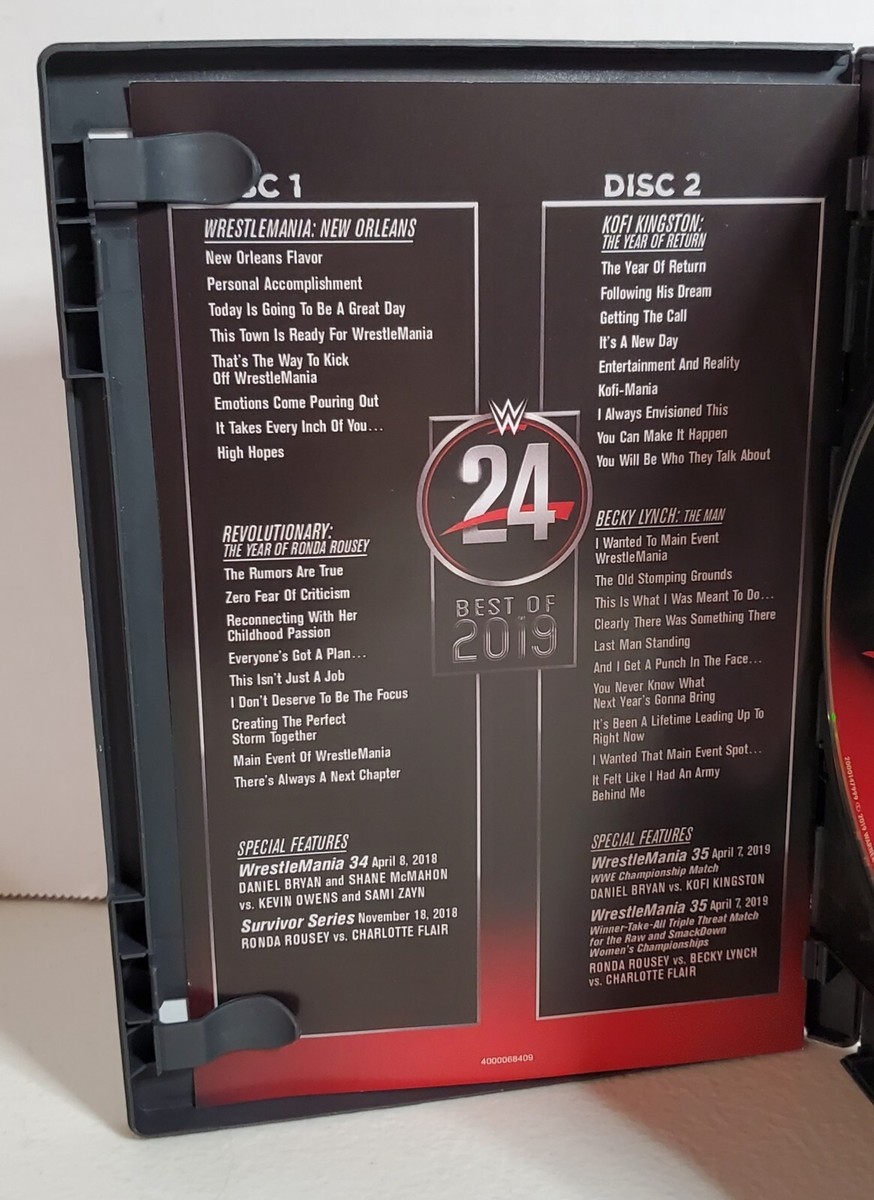 DISC 1
WRESTLEMANIA: NEW ORLEANS
New Orleans Flavor
Personal Accomplishment
Today Is Going To Be A Great Day
This Town Is Ready For WrestleMania
That's The Way To Kick
Off WrestleMania
Emotions Come Pouring Out
It Takes Every Inch Of You...
High Hopes
REVOLUTIONARY:
THE YEAR OF RONDA ROUSEY
The Rumors Are True
Zero Fear Of Criticism
Reconnecting With Her
Childhood Passion
Everyone's Got A Plan...
This Isn't Just A Job
I Don't Deserve To Be The Focus
Creating The Perfect
Storm Together
Main Event Of WrestleMania
There's Always A Next Chapter
SPECIAL FEATURES
WrestleMania 34 April 8, 2018
DANIEL BRYAN and SHANE McMAHON
vs. KEVIN OWENS and SAMI ZAYN
Survivor Series November 18, 2018
RONDA ROUSEY vs. CHARLOTTE FLAIR
W
24
BEST OF
2019
DISC 2
KOFI KINGSTON:
THE YEAR OF RETURN
The Year Of Return
Following His Dream
Getting The Call
It's A New Day
Entertainment And Reality
Kofi-Mania
I Always Envisioned This
You Can Make It Happen
You Will Be Who They Talk About
BECKY LYNCH: THE MAN
I Wanted To Main Event
WrestleMania
The Old Stomping Grounds
This Is What I Was Meant To Do...
Clearly There Was Something There
Last Man Standing
And I Get A Punch In The Face...
You Never Know What
Next Year's Gonna Bring
It's Been A Lifetime Leading Up To
Right Now
I Wanted That Main Event Spot...
It Felt Like I Had An Army
Behind Me
SPECIAL FEATURES
WrestleMania 35 April 7, 2019
WWE Championship Match
DANIEL BRYAN vs. KOFI KINGSTON
WrestleMania 35 April 7, 2019
Winner-Take-All Triple Threat Match
for the Raw and SmackDown
Women's Championships
RONDA ROUSEY vs. BECKY LYNCH
vs. CHARLOTTE FLAIR
4000068409